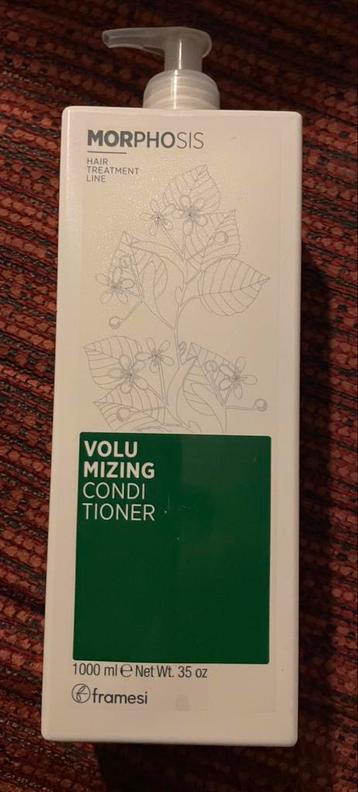 MORPHOSIS
HAIR
TREATMENT
LINE
VOLU
MIZING
CONDI
TIONER
1000 ml ℮ Net Wt. 35 oz
framesi